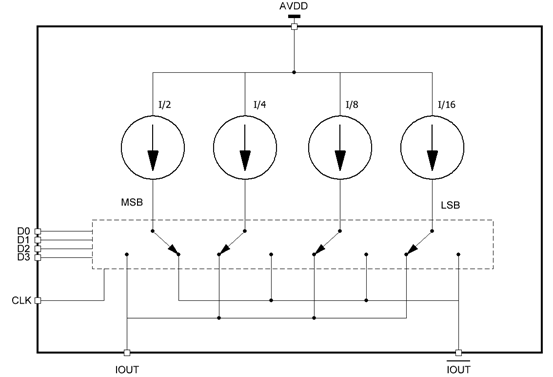 AVDD
I/2 I/4 I/8 I/16
MSB LSB
D0
D1
D2
D3
CLK
IOUT IOUT